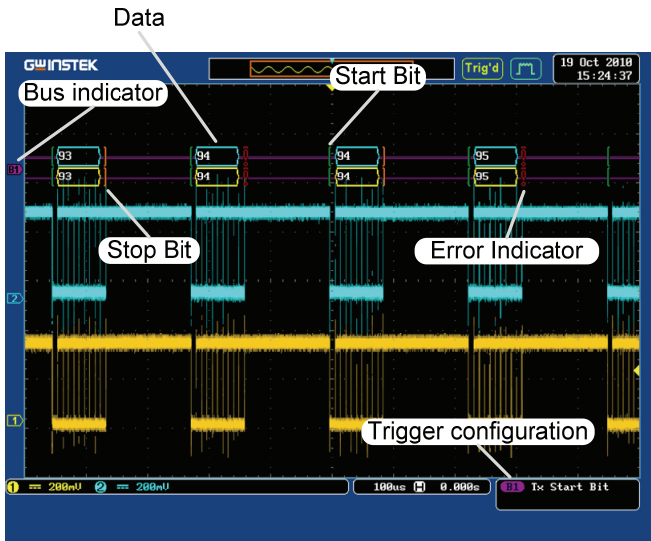 Data
GWINSTEK
Trig'd
19 Oct 2010
15:24:37
Start Bit
Bus indicator
B1
93
94
94
95
93
94
94
95
Stop Bit
Error Indicator
2
1
Trigger configuration
1 200mV 2 200mV
100us H 0.000s
B1 Tx Start Bit